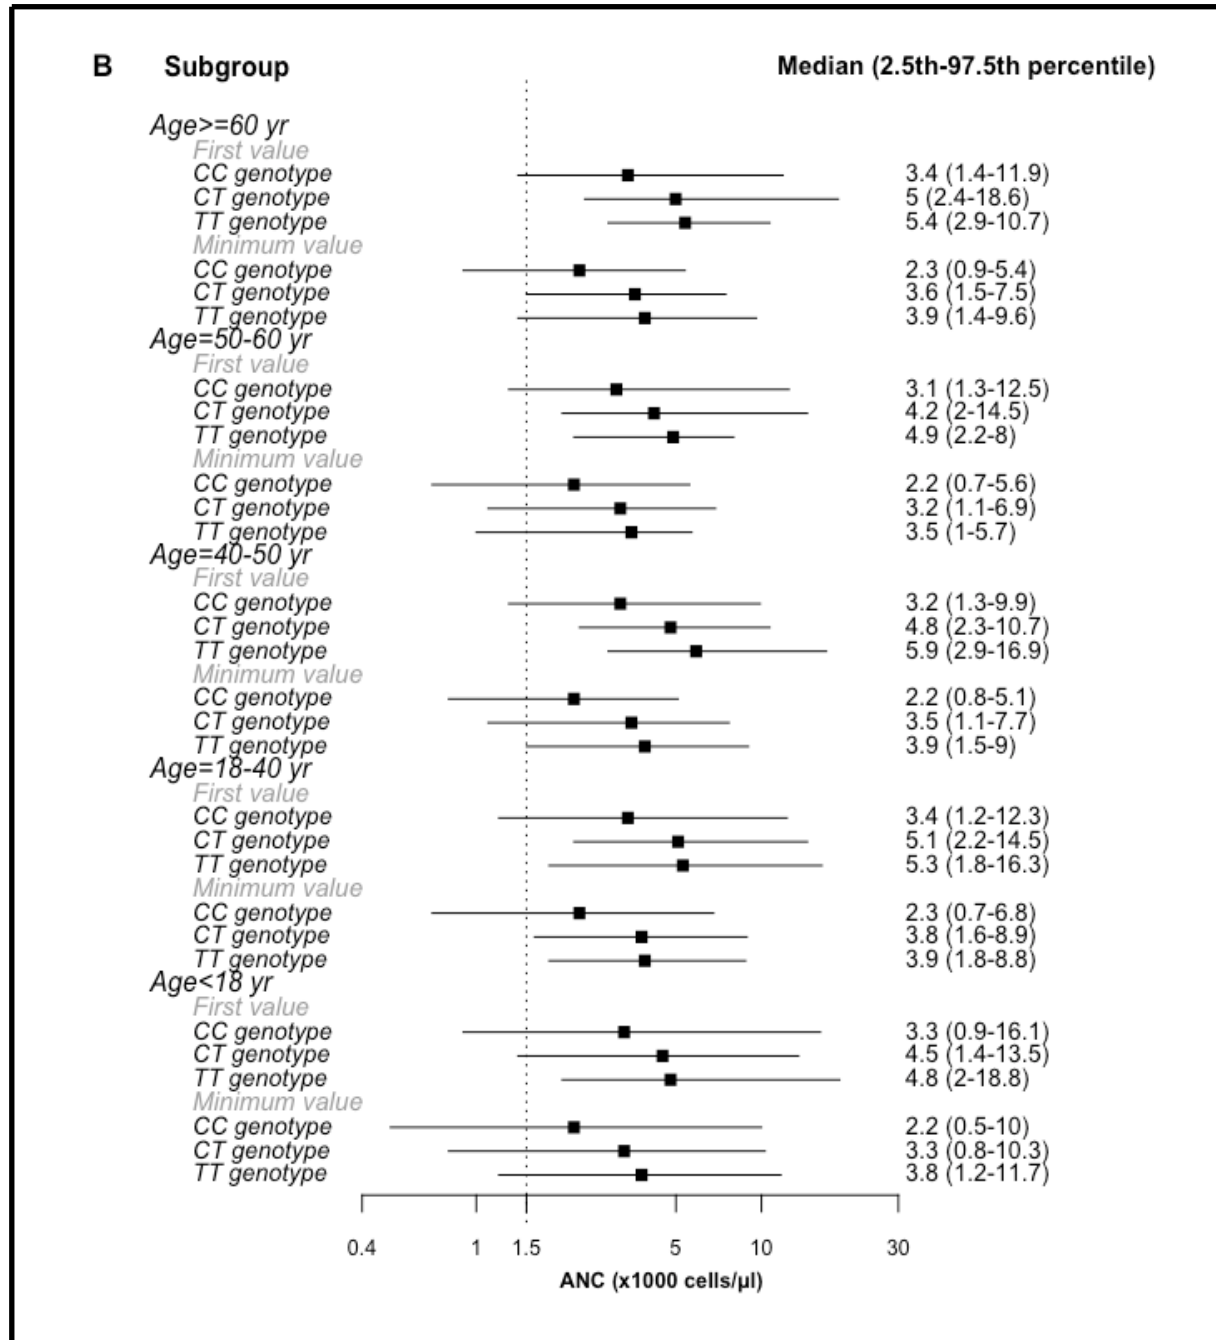 B Subgroup Median (2.5th-97.5th percentile)
Age>=60 yr
First value
CC genotype 3.4 (1.4-11.9)
CT genotype 5 (2.4-18.6)
TT genotype 5.4 (2.9-10.7)
Minimum value
CC genotype 2.3 (0.9-5.4)
CT genotype 3.6 (1.5-7.5)
TT genotype 3.9 (1.4-9.6)
Age=50-60 yr
First value
CC genotype 3.1 (1.3-12.5)
CT genotype 4.2 (2-14.5)
TT genotype 4.9 (2.2-8)
Minimum value
CC genotype 2.2 (0.7-5.6)
CT genotype 3.2 (1.1-6.9)
TT genotype 3.5 (1-5.7)
Age=40-50 yr
First value
CC genotype 3.2 (1.3-9.9)
CT genotype 4.8 (2.3-10.7)
TT genotype 5.9 (2.9-16.9)
Minimum value
CC genotype 2.2 (0.8-5.1)
CT genotype 3.5 (1.1-7.7)
TT genotype 3.9 (1.5-9)
Age=18-40 yr
First value
CC genotype 3.4 (1.2-12.3)
CT genotype 5.1 (2.2-14.5)
TT genotype 5.3 (1.8-16.3)
Minimum value
CC genotype 2.3 (0.7-6.8)
CT genotype 3.8 (1.6-8.9)
TT genotype 3.9 (1.8-8.8)
Age<18 yr
First value
CC genotype 3.3 (0.9-16.1)
CT genotype 4.5 (1.4-13.5)
TT genotype 4.8 (2-18.8)
Minimum value
CC genotype 2.2 (0.5-10)
CT genotype 3.3 (0.8-10.3)
TT genotype 3.8 (1.2-11.7)
0.4 1 1.5 5 10 30
ANC (x1000 cells/µl)